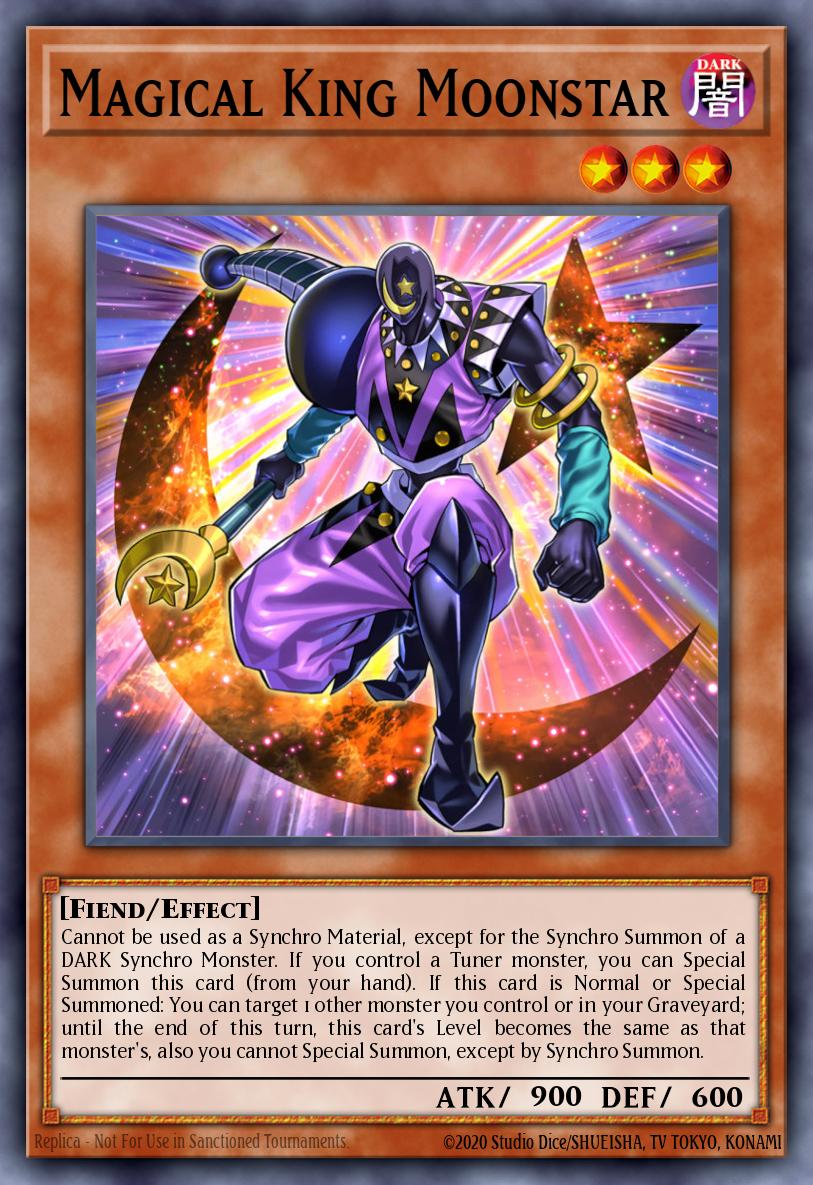 Magical King Moonstar
DARK
闇
[Fiend/Effect]
Cannot be used as a Synchro Material, except for the Synchro Summon of a
DARK Synchro Monster. If you control a Tuner monster, you can Special
Summon this card (from your hand). If this card is Normal or Special
Summoned: You can target 1 other monster you control or in your Graveyard;
until the end of this turn, this card's Level becomes the same as that
monster's, also you cannot Special Summon, except by Synchro Summon.
ATK/ 900 DEF/ 600
Replica - Not For Use in Sanctioned Tournaments.
©2020 Studio Dice/SHUEISHA, TV TOKYO, KONAMI